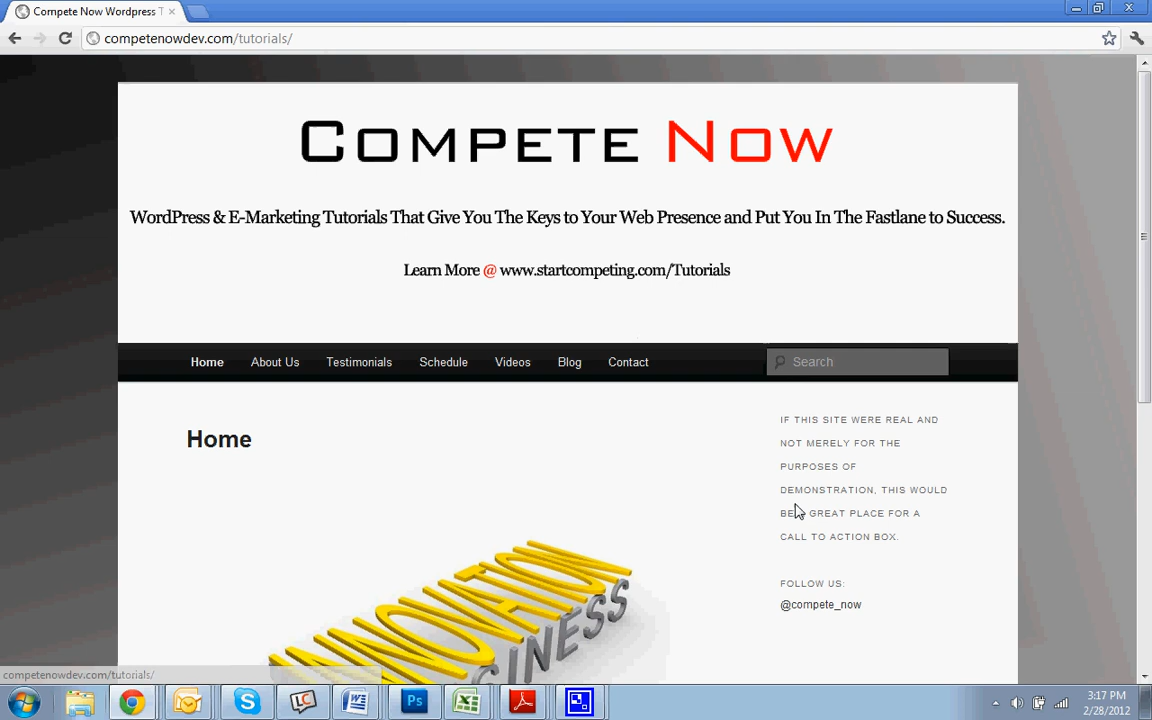 Compete Now Wordpress T
competenowdev.com/tutorials/
COMPETE NOW
WordPress & E-Marketing Tutorials That Give You The Keys to Your Web Presence and Put You In The Fastlane to Success.
Learn More @ www.startcompeting.com/Tutorials
Home About Us Testimonials Schedule Videos Blog Contact Search
Home
IF THIS SITE WERE REAL AND
NOT MERELY FOR THE
PURPOSES OF
DEMONSTRATION, THIS WOULD
BE GREAT PLACE FOR A
CALL TO ACTION BOX.
FOLLOW US:
@compete_now
INNOVATION
BUSINESS
competenowdev.com/tutorials/
3:17 PM
2/28/2012